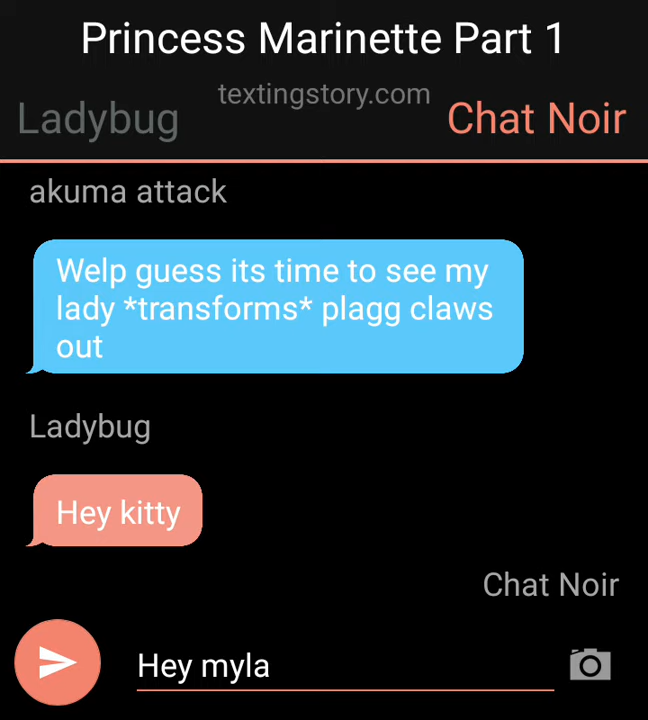 Princess Marinette Part 1
textingstory.com
Ladybug
Chat Noir
akuma attack
Welp guess its time to see my
lady *transforms* plagg claws
out
Ladybug
Hey kitty
Chat Noir
Hey myla